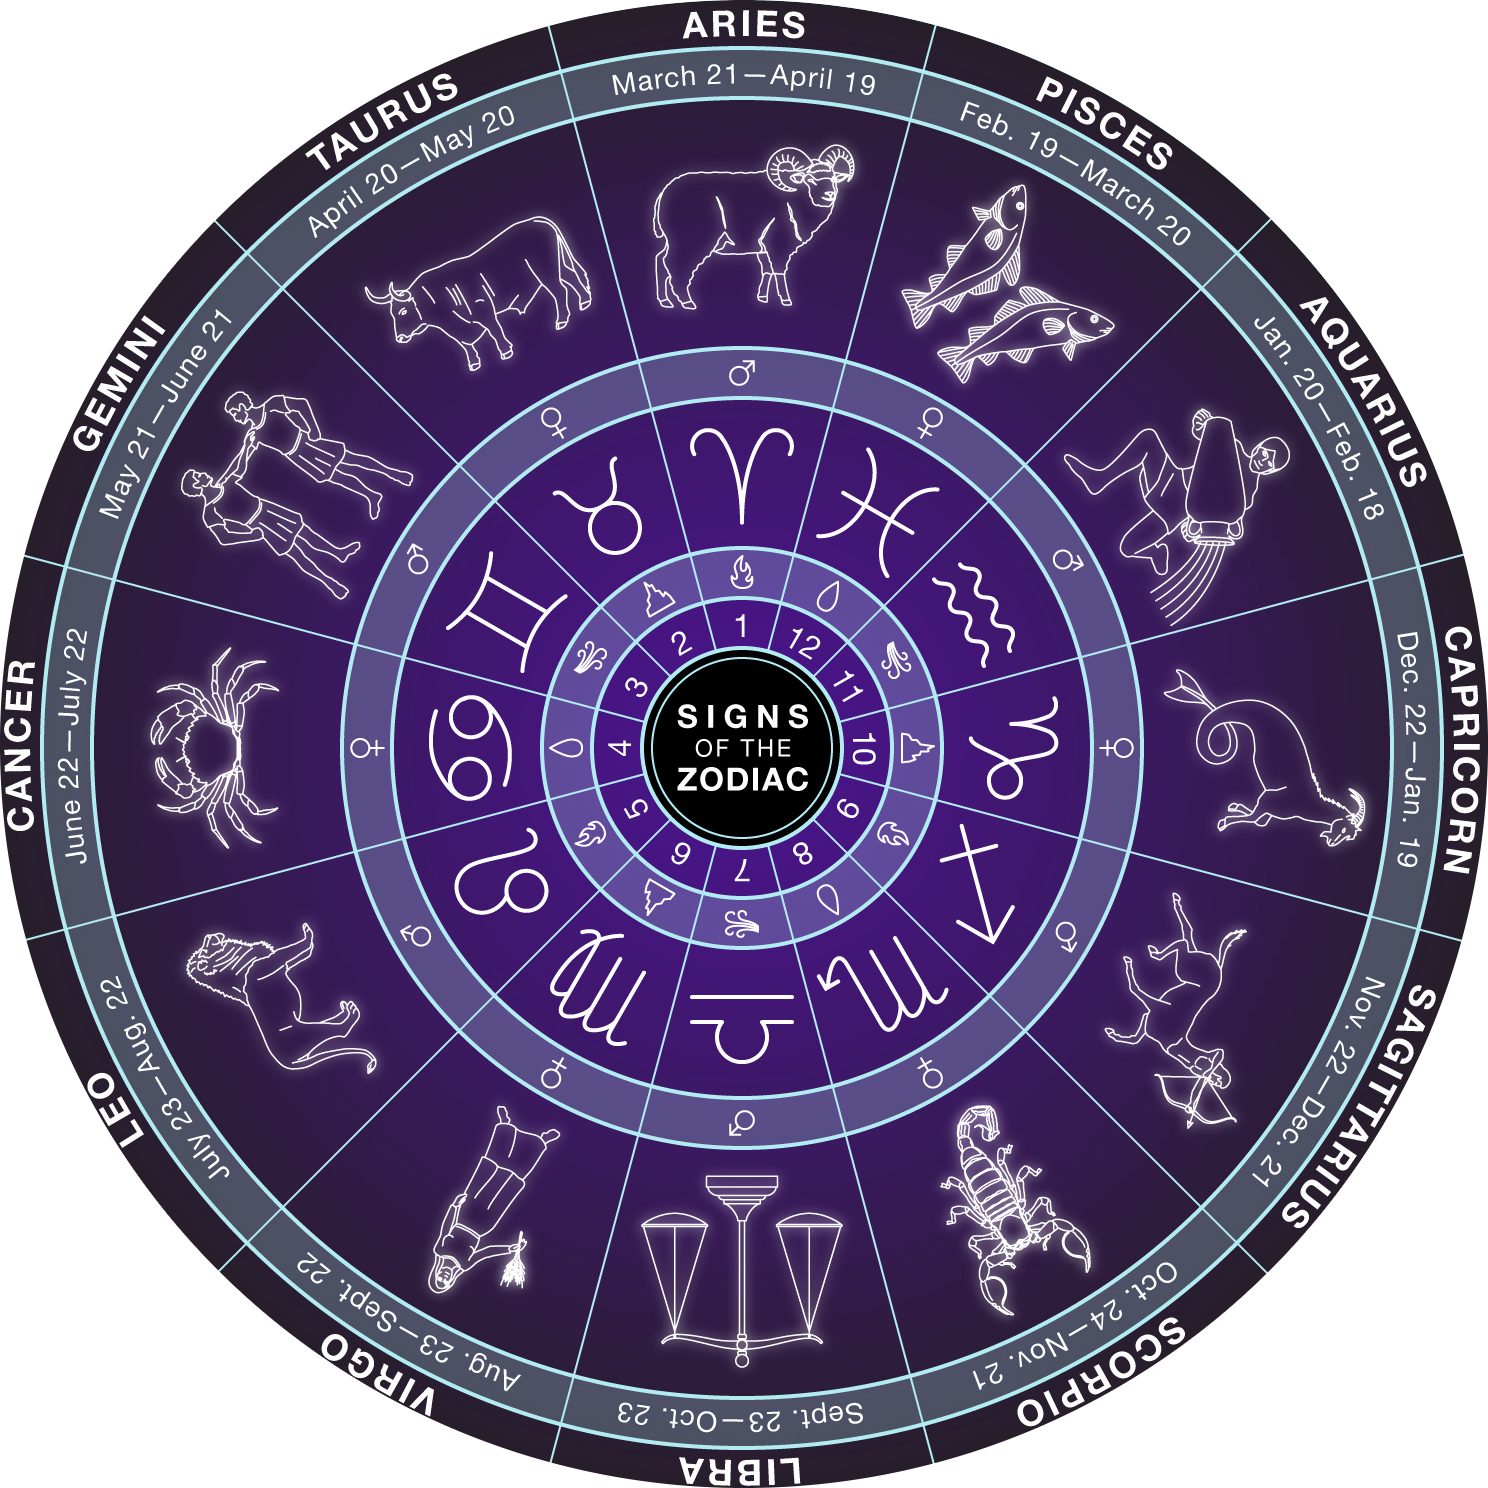 ARIES
March 21—April 19
PISCES
Feb. 19—March 20
AQUARIUS
Jan. 20—Feb. 18
CAPRICORN
Dec. 22—Jan. 19
SAGITTARIUS
Nov. 22—Dec. 21
SCORPIO
Oct. 24—Nov. 21
LIBRA
Sept. 23—Oct. 23
VIRGO
Aug. 23—Sept. 22
LEO
July 23—Aug. 22
CANCER
June 22—July 22
GEMINI
May 21—June 21
TAURUS
April 20—May 20
1
12
11
10
9
8
7
6
5
4
3
2
SIGNS
OF THE
ZODIAC